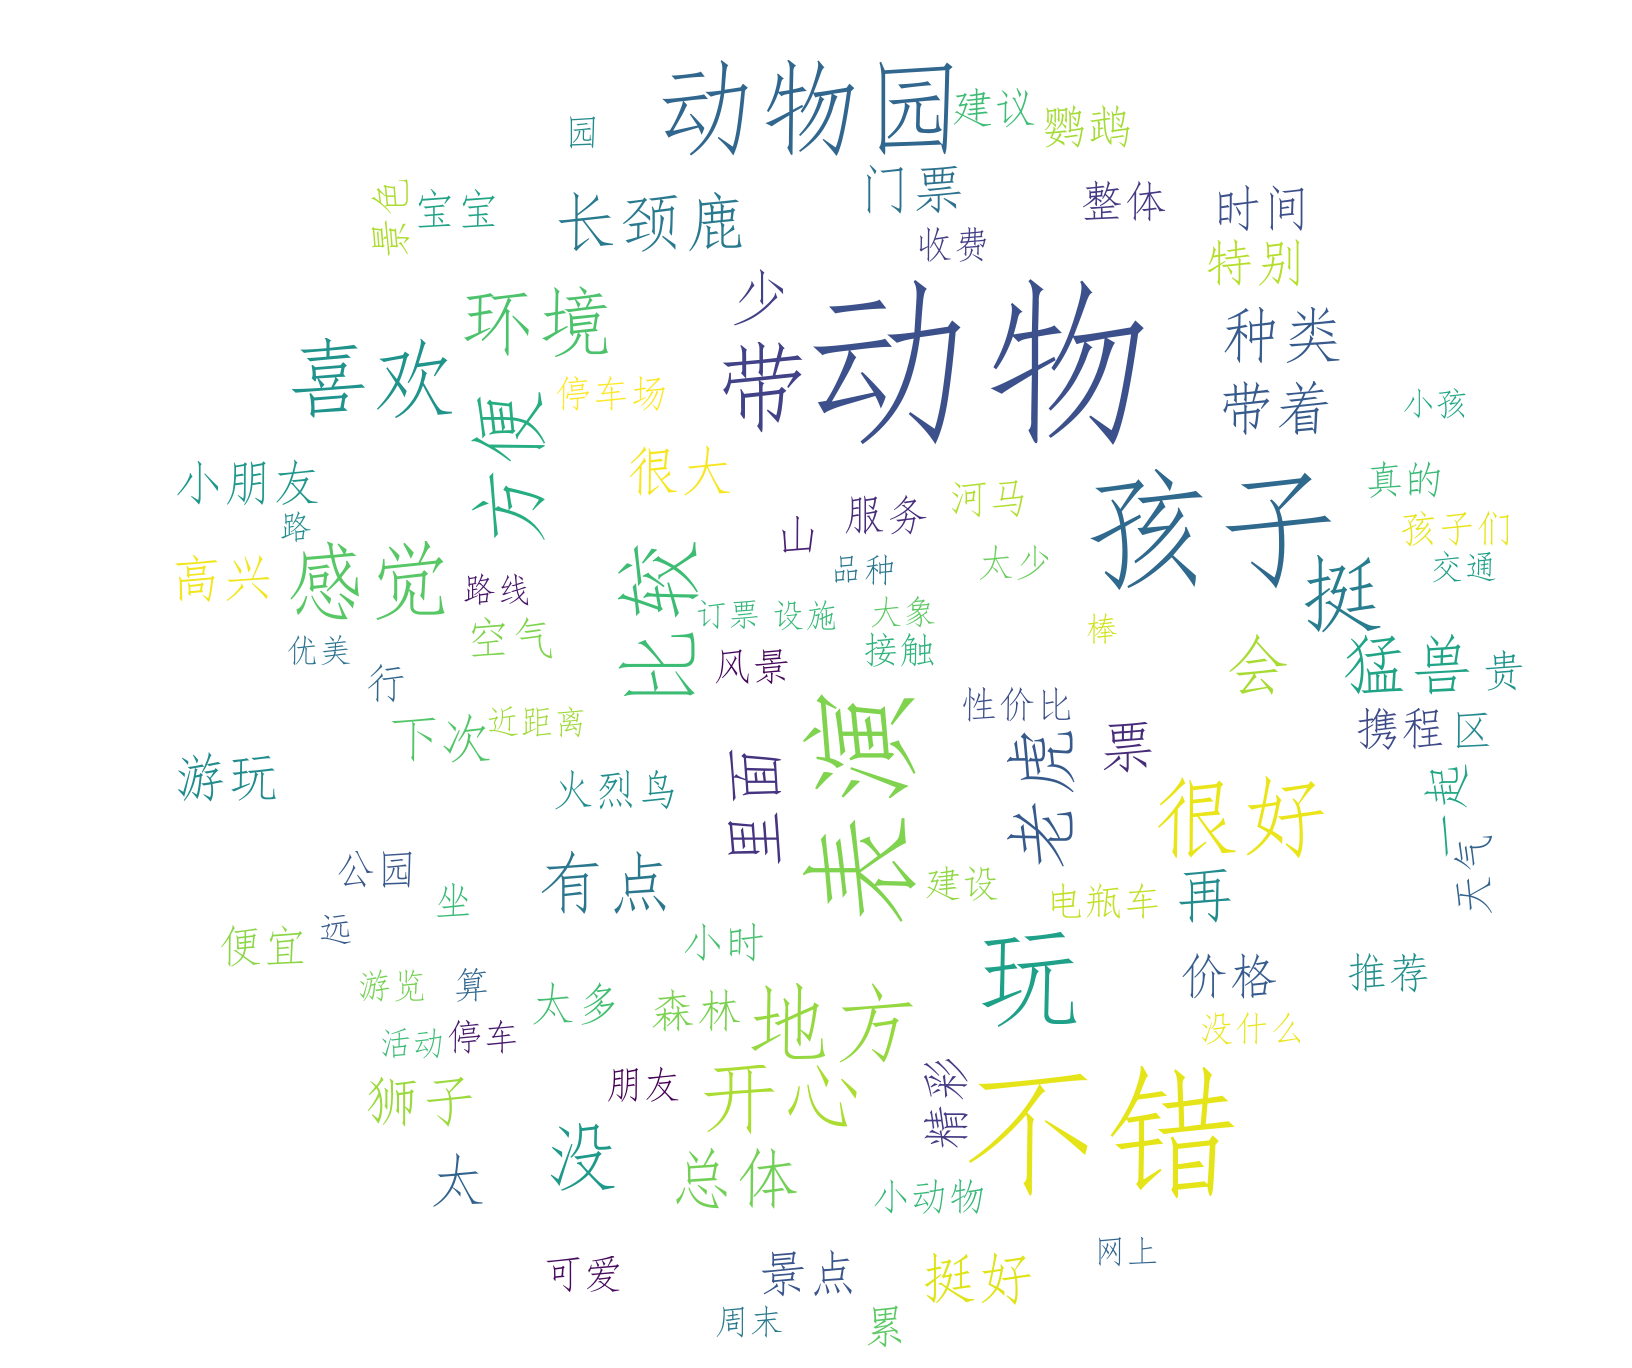 动物园
建议
鹦鹉
园
门票
整体
时间
景色
宝宝
长颈鹿
收费
特别
环境
少
动物
种类
喜欢
带
带着
停车场
小孩
方便
很大
小朋友
孩子
真的
路
河马
服务
山
孩子们
高兴
感觉
路线
比较
品种
太少
挺
交通
订票
设施
大象
棒
空气
优美
风景
接触
会
猛兽
贵
行
下次
近距离
表演
性价比
老虎
票
携程
区
游玩
火烈鸟
里面
很好
一起
天气
公园
坐
有点
建设
电瓶车
再
便宜
远
小时
玩
价格
推荐
游览
算
太多
森林
地方
没什么
活动
停车
狮子
朋友
开心
精彩
不错
太
没
总体
小动物
可爱
景点
挺好
网上
周末
累